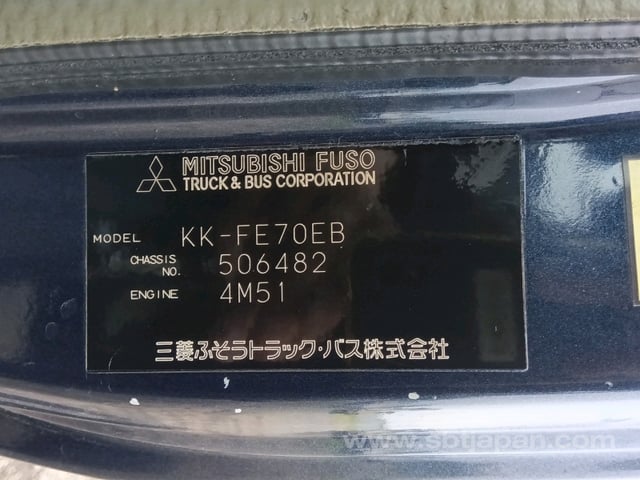 MITSUBISHI FUSO
TRUCK & BUS CORPORATION
MODEL KK-FE70EB
CHASSIS NO. 506482
ENGINE 4M51
三菱ふそうトラック・バス株式会社
www.sbtjapan.com